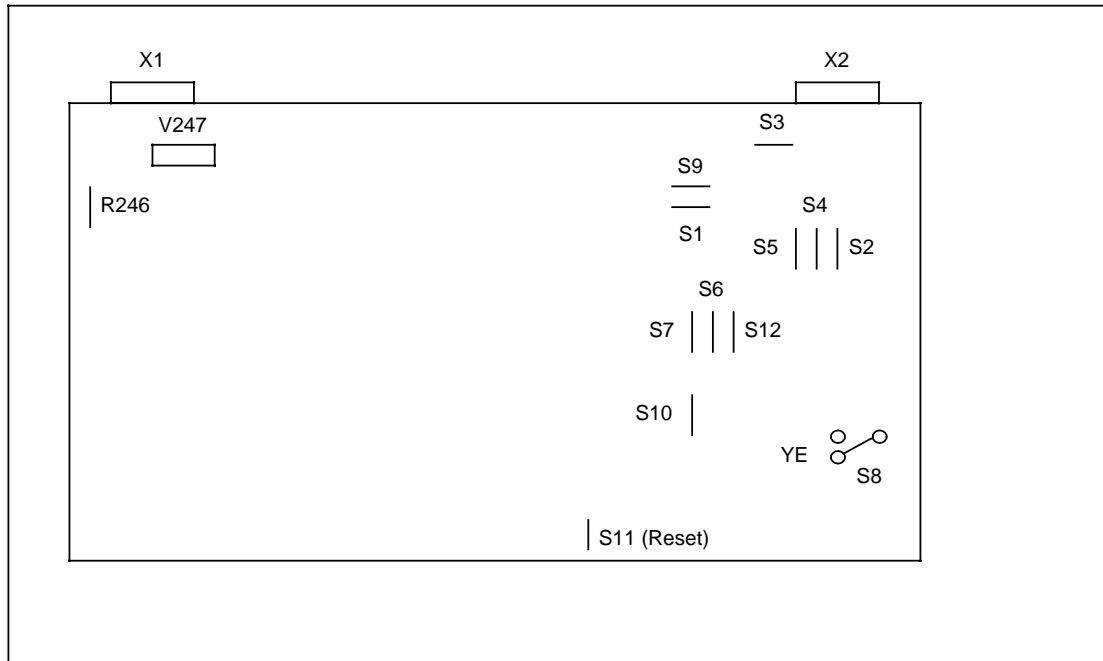 X1
X2
V247
S3
S9
R246
S4
S1
S5
S2
S6
S7
S12
S10
YE
S8
S11 (Reset)